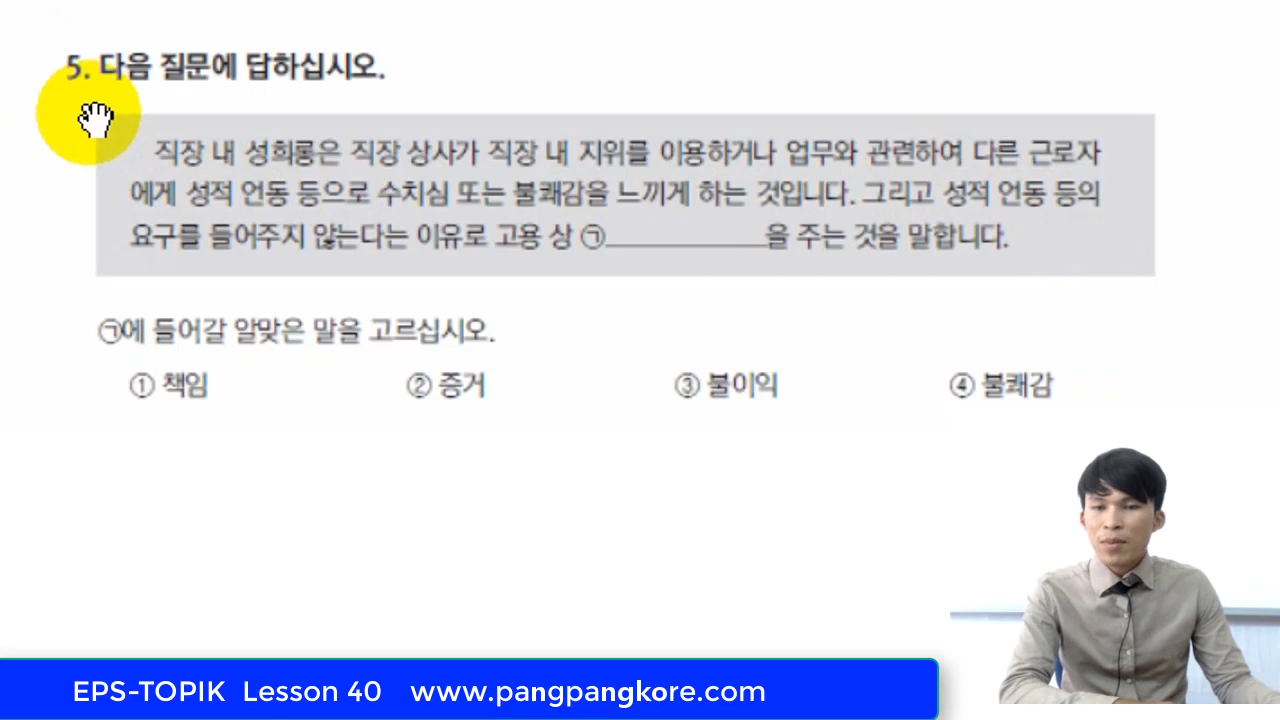 5. 다음 질문에 답하십시오.
직장 내 성희롱은 직장 상사가 직장 내 지위를 이용하거나 업무와 관련하여 다른 근로자
에게 성적 언동 등으로 수치심 또는 불쾌감을 느끼게 하는 것입니다. 그리고 성적 언동 등의
요구를 들어주지 않는다는 이유로 고용 상 ㉠____________을 주는 것을 말합니다.
㉠에 들어갈 알맞은 말을 고르십시오.
① 책임 ② 증거 ③ 불이익 ④ 불쾌감
EPS-TOPIK Lesson 40 www.pangpangkore.com